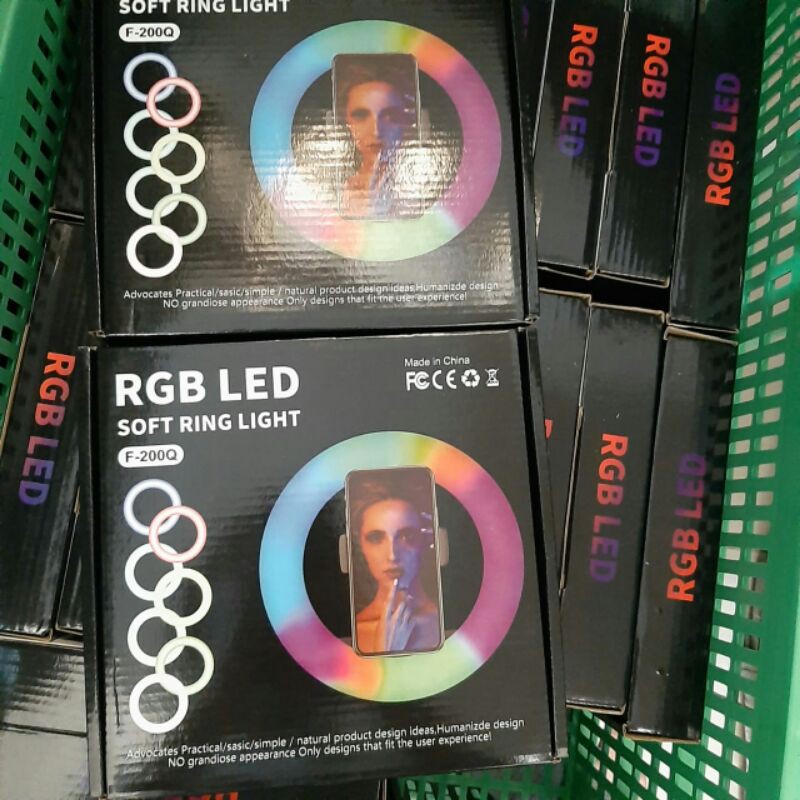 SOFT RING LIGHT
F-200Q
Advocates Practical/sasic/simple / natural product design ideas,Humanizde design
NO grandiose appearance Only designs that fit the user experience!
RGB LED
SOFT RING LIGHT
F-200Q
Made in China
FC CE
Advocates Practical/sasic/simple / natural product design Ideas,Humanizde design
NO grandiose appearance Only designs that fit the user experience!
RGB LED
RGB LED
RGB LED
RGB LED
RGB LED
RGB LED